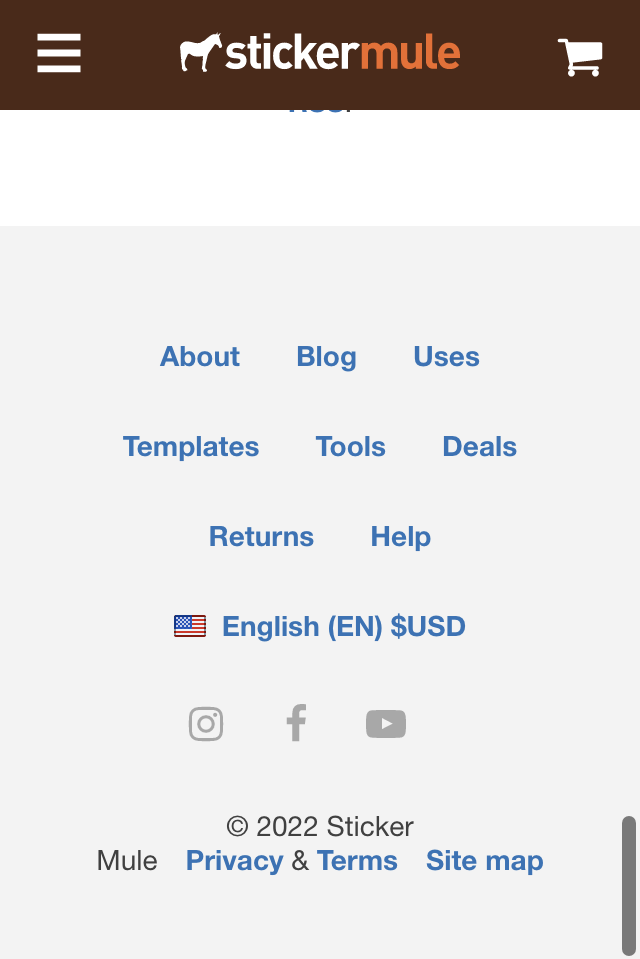 stickermule
About Blog Uses
Templates Tools Deals
Returns Help
English (EN) $USD
© 2022 Sticker
Mule Privacy & Terms Site map